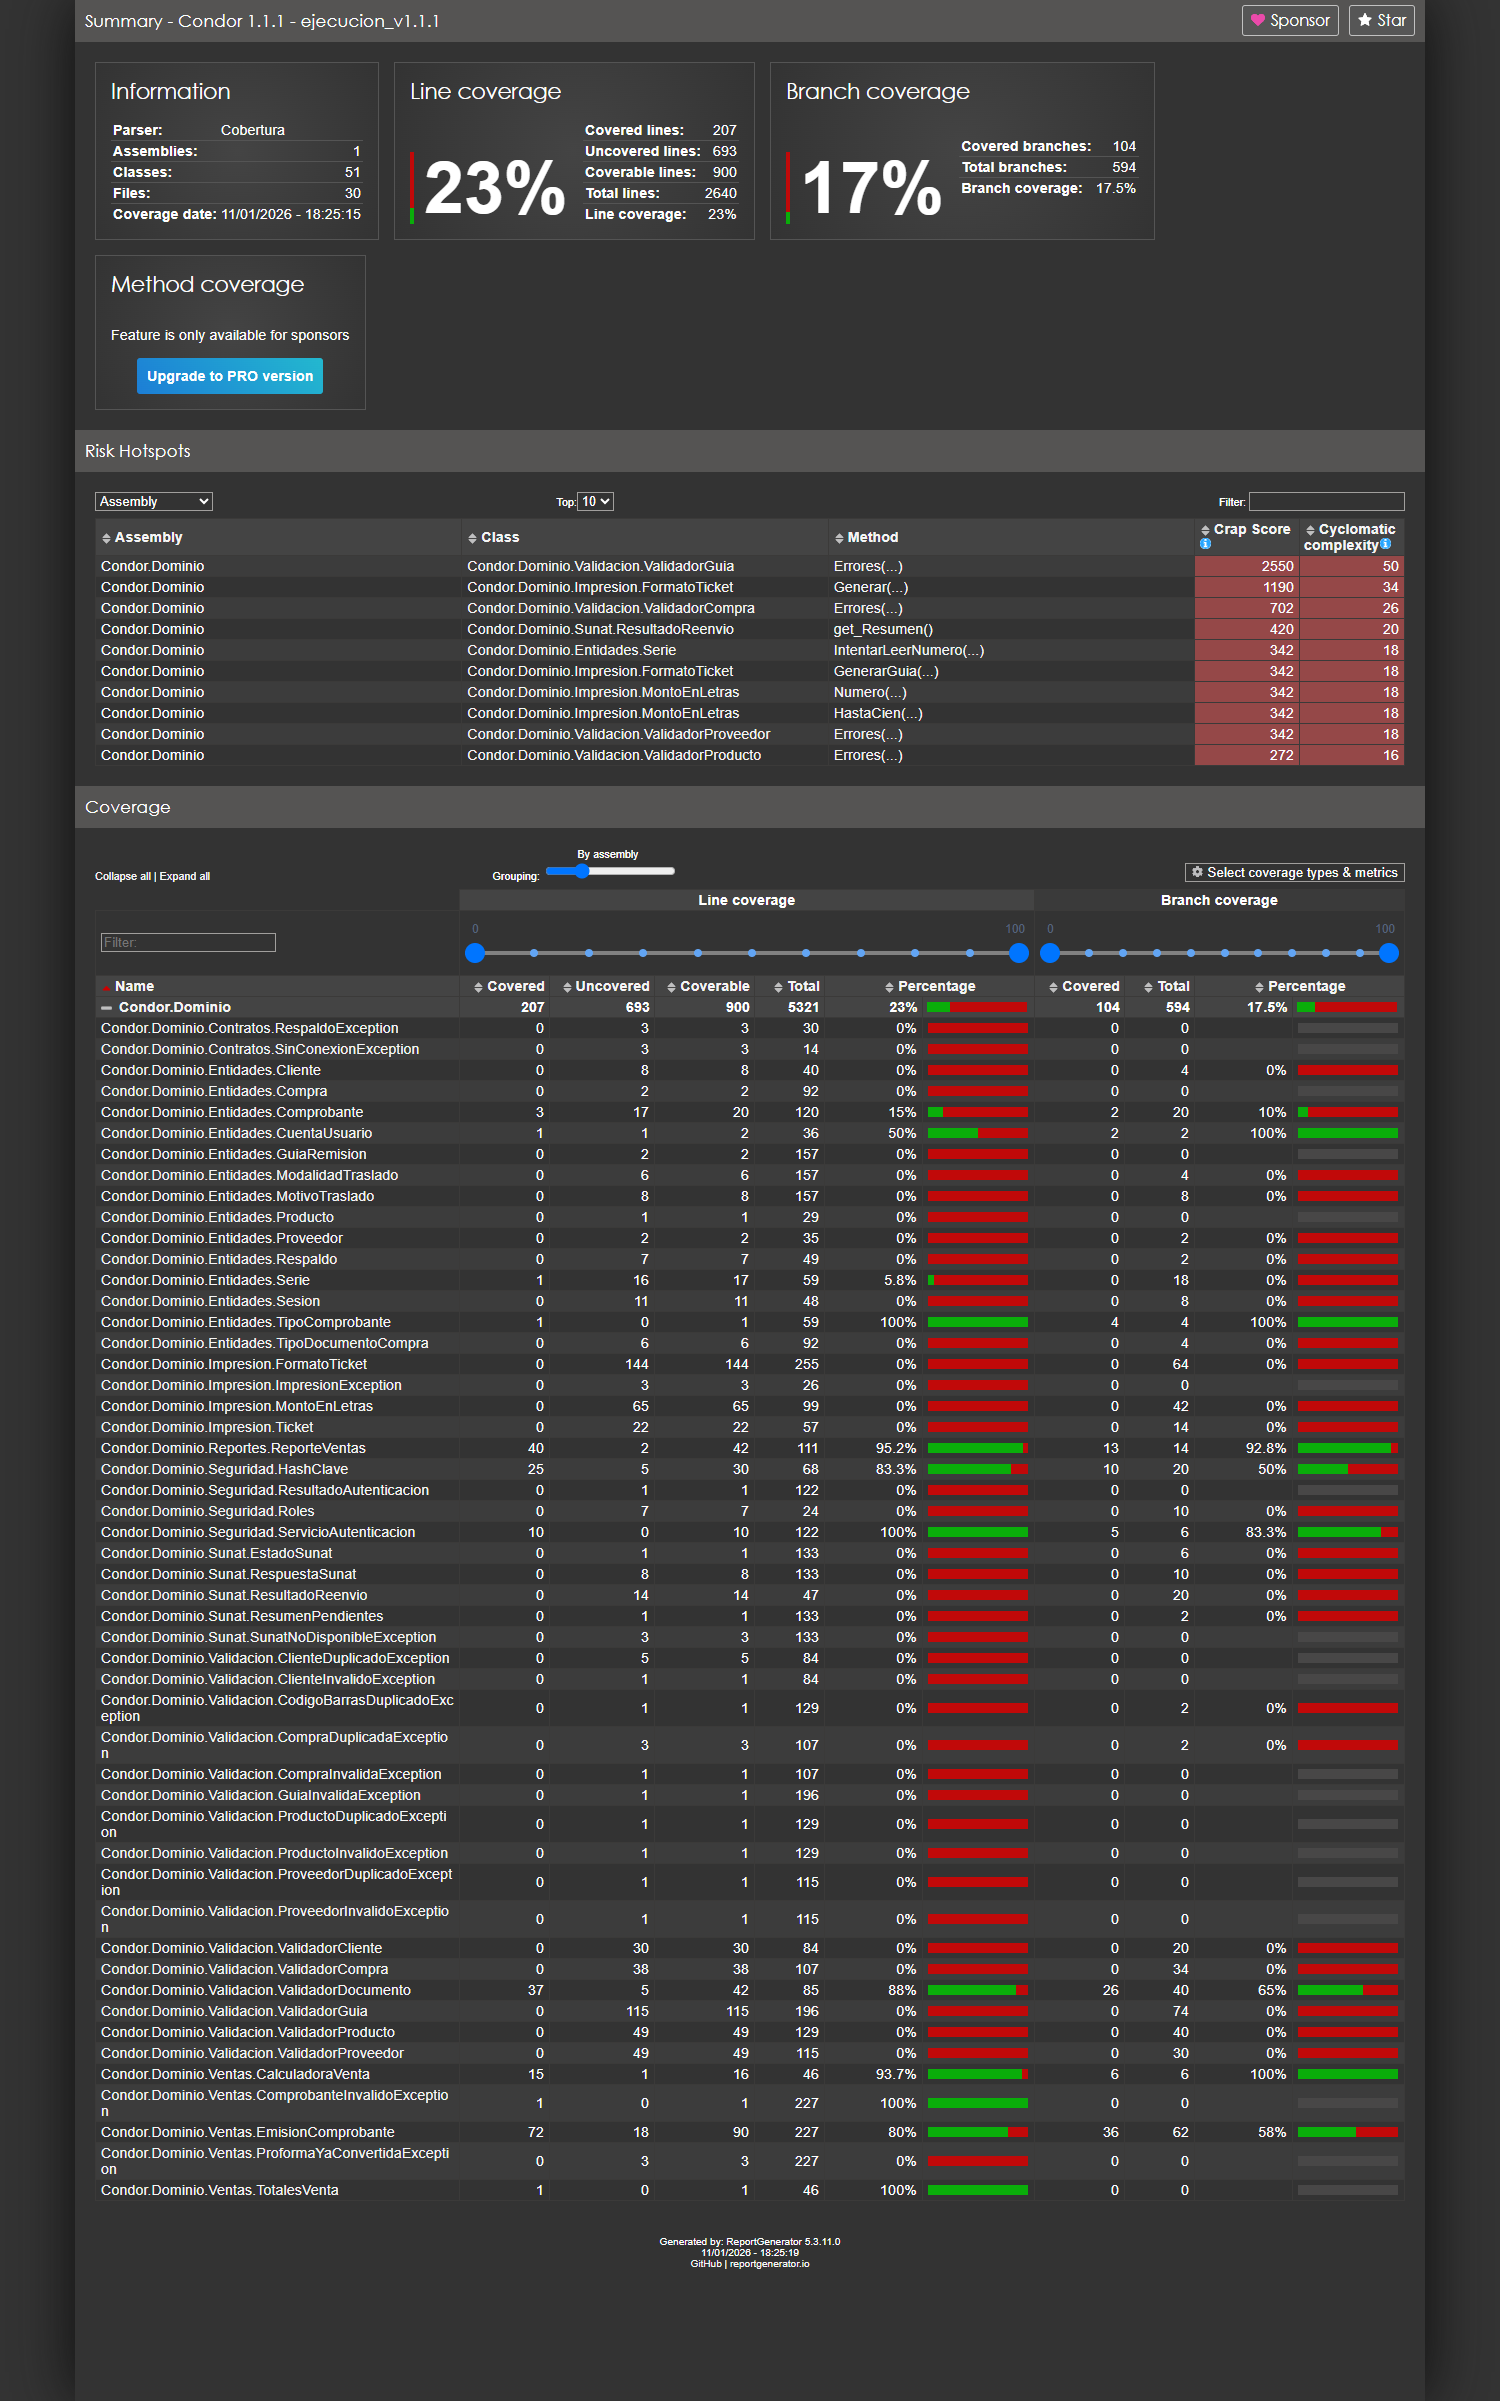 Summary - Condor 1.1.1 - ejecucion_v1.1.1
Sponsor
Star
Information
Parser: Cobertura
Assemblies: 1
Classes: 51
Files: 30
Coverage date: 11/01/2026 - 18:25:15
Line coverage
23%
Covered lines: 207
Uncovered lines: 693
Coverable lines: 900
Total lines: 2640
Line coverage: 23%
Branch coverage
17%
Covered branches: 104
Total branches: 594
Branch coverage: 17.5%
Method coverage
Feature is only available for sponsors
Upgrade to PRO version
Risk Hotspots
Assembly Top: 10 Filter:
Assembly Class Method Crap Score Cyclomatic complexity
Condor.Dominio Condor.Dominio.Validacion.ValidadorGuia Errores(...) 2550 50
Condor.Dominio Condor.Dominio.Impresion.FormatoTicket Generar(...) 1190 34
Condor.Dominio Condor.Dominio.Validacion.ValidadorCompra Errores(...) 702 26
Condor.Dominio Condor.Dominio.Sunat.ResultadoReenvio get_Resumen() 420 20
Condor.Dominio Condor.Dominio.Entidades.Serie IntentarLeerNumero(...) 342 18
Condor.Dominio Condor.Dominio.Impresion.FormatoTicket GenerarGuia(...) 342 18
Condor.Dominio Condor.Dominio.Impresion.MontoEnLetras Numero(...) 342 18
Condor.Dominio Condor.Dominio.Impresion.MontoEnLetras HastaCien(...) 342 18
Condor.Dominio Condor.Dominio.Validacion.ValidadorProveedor Errores(...) 342 18
Condor.Dominio Condor.Dominio.Validacion.ValidadorProducto Errores(...) 272 16
Coverage
By assembly
Collapse all | Expand all Grouping: Select coverage types & metrics
Line coverage Branch coverage
0 100 0 100
Filter:
Name Covered Uncovered Coverable Total Percentage Covered Total Percentage
Condor.Dominio 207 693 900 5321 23% 104 594 17.5%
Condor.Dominio.Contratos.RespaldoException 0 3 3 30 0% 0 0
Condor.Dominio.Contratos.SinConexionException 0 3 3 14 0% 0 0
Condor.Dominio.Entidades.Cliente 0 8 8 40 0% 0 4 0%
Condor.Dominio.Entidades.Compra 0 2 2 92 0% 0 0
Condor.Dominio.Entidades.Comprobante 3 17 20 120 15% 2 20 10%
Condor.Dominio.Entidades.CuentaUsuario 1 1 2 36 50% 2 2 100%
Condor.Dominio.Entidades.GuiaRemision 0 2 2 157 0% 0 0
Condor.Dominio.Entidades.ModalidadTraslado 0 6 6 157 0% 0 4 0%
Condor.Dominio.Entidades.MotivoTraslado 0 8 8 157 0% 0 8 0%
Condor.Dominio.Entidades.Producto 0 1 1 29 0% 0 0
Condor.Dominio.Entidades.Proveedor 0 2 2 35 0% 0 2 0%
Condor.Dominio.Entidades.Respaldo 0 7 7 49 0% 0 2 0%
Condor.Dominio.Entidades.Serie 1 16 17 59 5.8% 0 18 0%
Condor.Dominio.Entidades.Sesion 0 11 11 48 0% 0 8 0%
Condor.Dominio.Entidades.TipoComprobante 1 0 1 59 100% 4 4 100%
Condor.Dominio.Entidades.TipoDocumentoCompra 0 6 6 92 0% 0 4 0%
Condor.Dominio.Impresion.FormatoTicket 0 144 144 255 0% 0 64 0%
Condor.Dominio.Impresion.ImpresionException 0 3 3 26 0% 0 0
Condor.Dominio.Impresion.MontoEnLetras 0 65 65 99 0% 0 42 0%
Condor.Dominio.Impresion.Ticket 0 22 22 57 0% 0 14 0%
Condor.Dominio.Reportes.ReporteVentas 40 2 42 111 95.2% 13 14 92.8%
Condor.Dominio.Seguridad.HashClave 25 5 30 68 83.3% 10 20 50%
Condor.Dominio.Seguridad.ResultadoAutenticacion 0 1 1 122 0% 0 0
Condor.Dominio.Seguridad.Roles 0 7 7 24 0% 0 10 0%
Condor.Dominio.Seguridad.ServicioAutenticacion 10 0 10 122 100% 5 6 83.3%
Condor.Dominio.Sunat.EstadoSunat 0 1 1 133 0% 0 6 0%
Condor.Dominio.Sunat.RespuestaSunat 0 8 8 133 0% 0 10 0%
Condor.Dominio.Sunat.ResultadoReenvio 0 14 14 47 0% 0 20 0%
Condor.Dominio.Sunat.ResumenPendientes 0 1 1 133 0% 0 2 0%
Condor.Dominio.Sunat.SunatNoDisponibleException 0 3 3 133 0% 0 0
Condor.Dominio.Validacion.ClienteDuplicadoException 0 5 5 84 0% 0 0
Condor.Dominio.Validacion.ClienteInvalidoException 0 1 1 84 0% 0 0
Condor.Dominio.Validacion.CodigoBarrasDuplicadoExc
eption 0 1 1 129 0% 0 2 0%
Condor.Dominio.Validacion.CompraDuplicadaExceptio
n 0 3 3 107 0% 0 2 0%
Condor.Dominio.Validacion.CompraInvalidaException 0 1 1 107 0% 0 0
Condor.Dominio.Validacion.GuiaInvalidaException 0 1 1 196 0% 0 0
Condor.Dominio.Validacion.ProductoDuplicadoExcepti
on 0 1 1 129 0% 0 0
Condor.Dominio.Validacion.ProductoInvalidoException 0 1 1 129 0% 0 0
Condor.Dominio.Validacion.ProveedorDuplicadoExcept
ion 0 1 1 115 0% 0 0
Condor.Dominio.Validacion.ProveedorInvalidoExceptio
n 0 1 1 115 0% 0 0
Condor.Dominio.Validacion.ValidadorCliente 0 30 30 84 0% 0 20 0%
Condor.Dominio.Validacion.ValidadorCompra 0 38 38 107 0% 0 34 0%
Condor.Dominio.Validacion.ValidadorDocumento 37 5 42 85 88% 26 40 65%
Condor.Dominio.Validacion.ValidadorGuia 0 115 115 196 0% 0 74 0%
Condor.Dominio.Validacion.ValidadorProducto 0 49 49 129 0% 0 40 0%
Condor.Dominio.Validacion.ValidadorProveedor 0 49 49 115 0% 0 30 0%
Condor.Dominio.Ventas.CalculadoraVenta 15 1 16 46 93.7% 6 6 100%
Condor.Dominio.Ventas.ComprobanteInvalidoExceptio
n 1 0 1 227 100% 0 0
Condor.Dominio.Ventas.EmisionComprobante 72 18 90 227 80% 36 62 58%
Condor.Dominio.Ventas.ProformaYaConvertidaExcepti
on 0 3 3 227 0% 0 0
Condor.Dominio.Ventas.TotalesVenta 1 0 1 46 100% 0 0
Generated by: ReportGenerator 5.3.11.0
11/01/2026 - 18:25:19
GitHub | reportgenerator.io